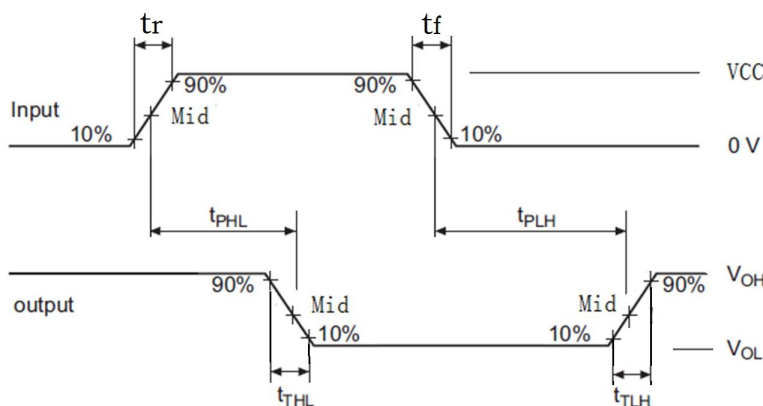 tr tf
90% 90% VCC
Input Mid Mid
10% 10% 0 V
tPHL tPLH
90% 90% VOH
output Mid Mid
10% 10% VOL
tTHL tTLH